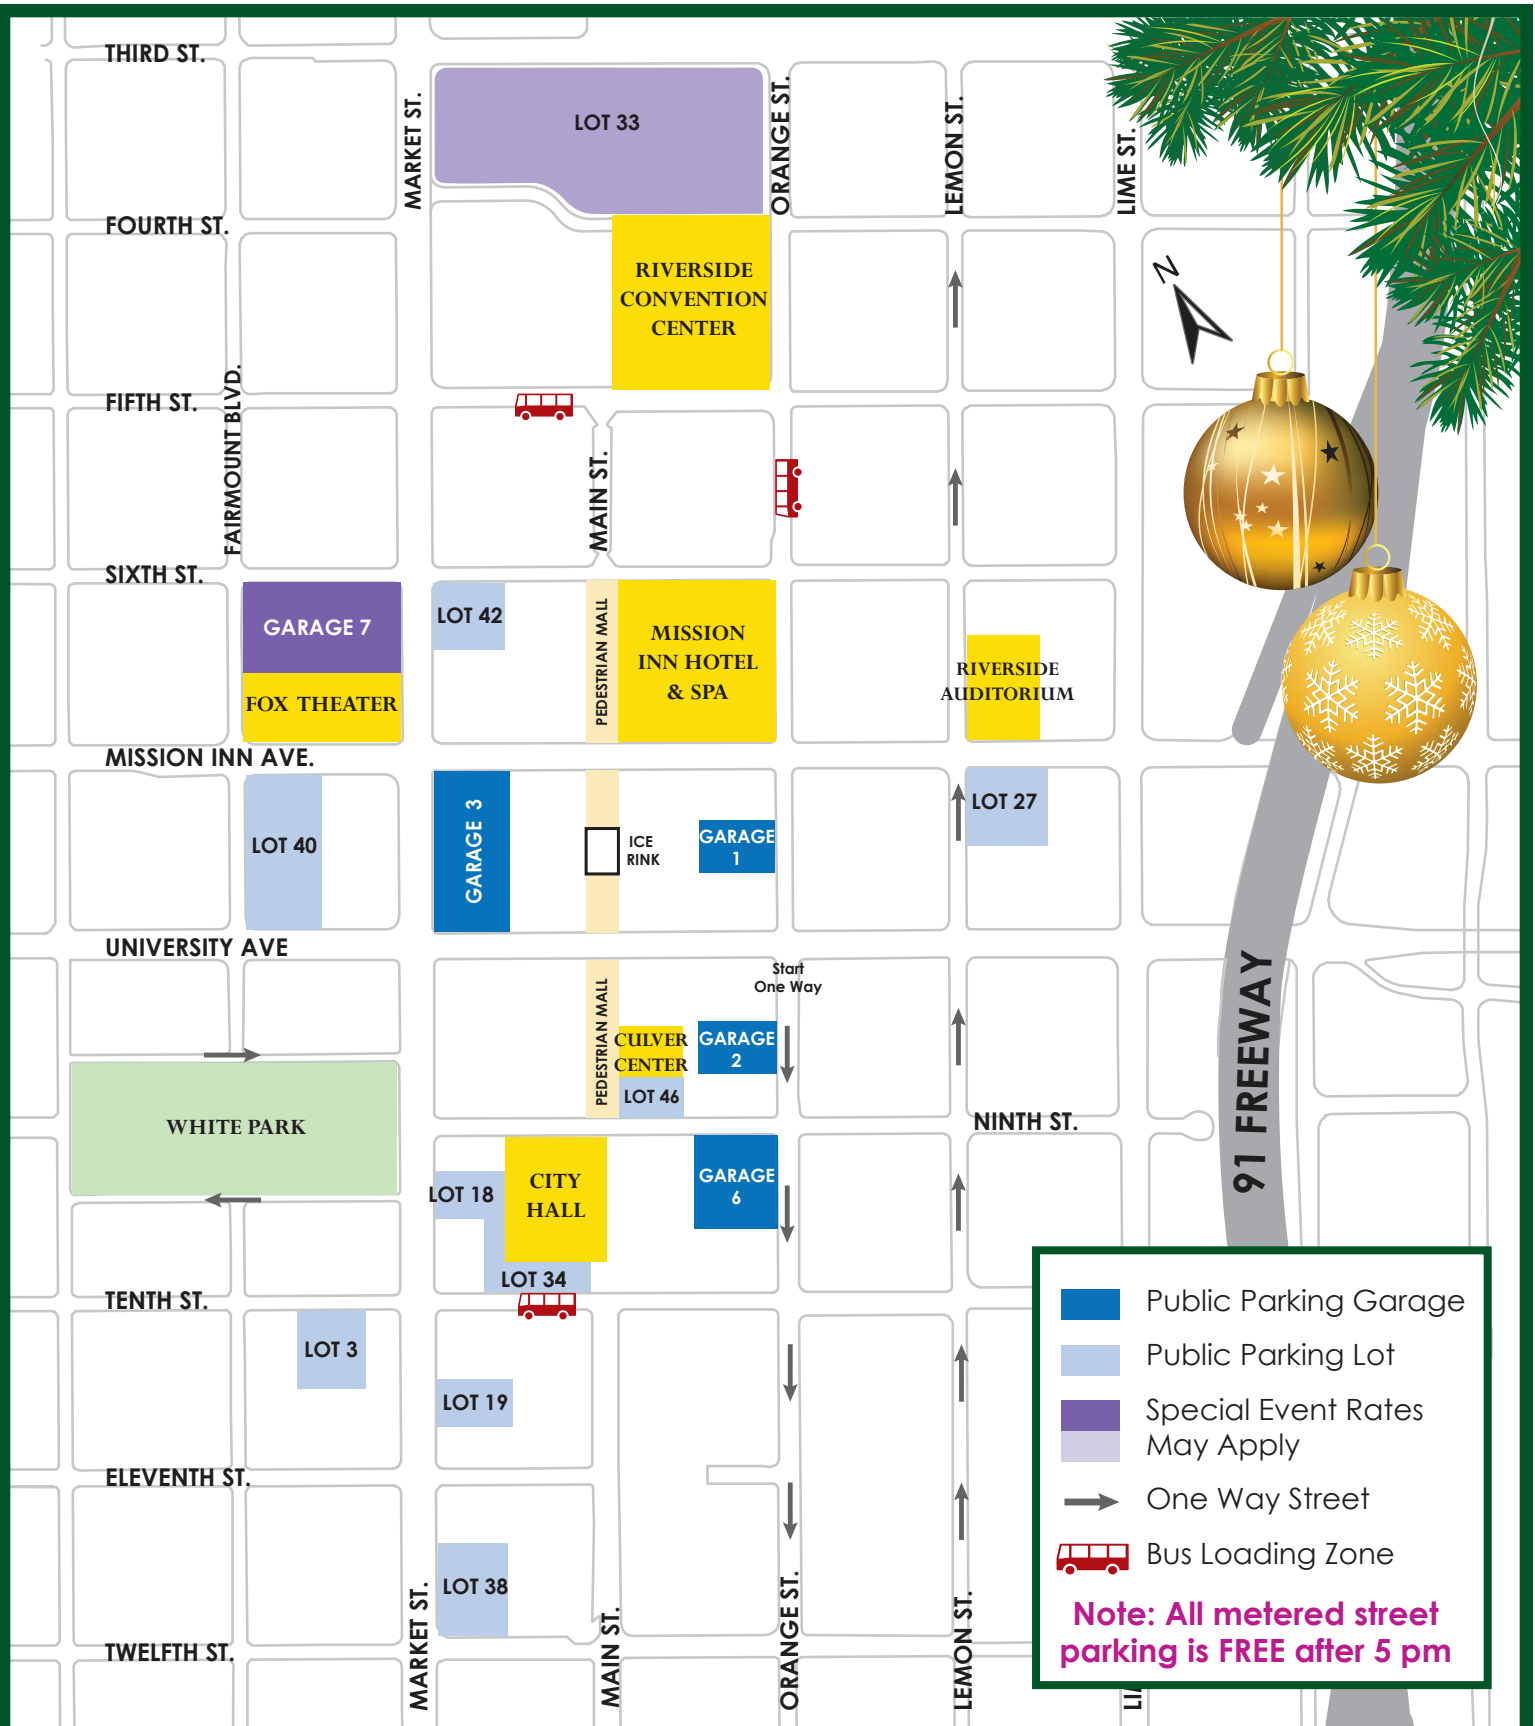 THIRD ST.
MARKET ST.
LOT 33
ORANGE ST.
LEMON ST.
LIME ST.
FOURTH ST.
RIVERSIDE
CONVENTION
CENTER
N
FIFTH ST.
FAIRMOUNT BLVD.
MAIN ST.
SIXTH ST.
GARAGE 7
FOX THEATER
LOT 42
PEDESTRIAN MALL
MISSION
INN HOTEL
& SPA
RIVERSIDE
AUDITORIUM
MISSION INN AVE.
LOT 40
GARAGE 3
ICE
RINK
GARAGE
1
LOT 27
UNIVERSITY AVE
Start
One Way
PEDESTRIAN MALL
CULVER
CENTER
LOT 46
GARAGE
2
91 FREEWAY
WHITE PARK
NINTH ST.
LOT 18
CITY
HALL
GARAGE
6
LOT 34
TENTH ST.
LOT 3
LOT 19
ELEVENTH ST.
LOT 38
TWELFTH ST.
MARKET ST.
MAIN ST.
ORANGE ST.
LEMON ST.
Public Parking Garage
Public Parking Lot
Special Event Rates
May Apply
One Way Street
Bus Loading Zone
Note: All metered street
parking is FREE after 5 pm